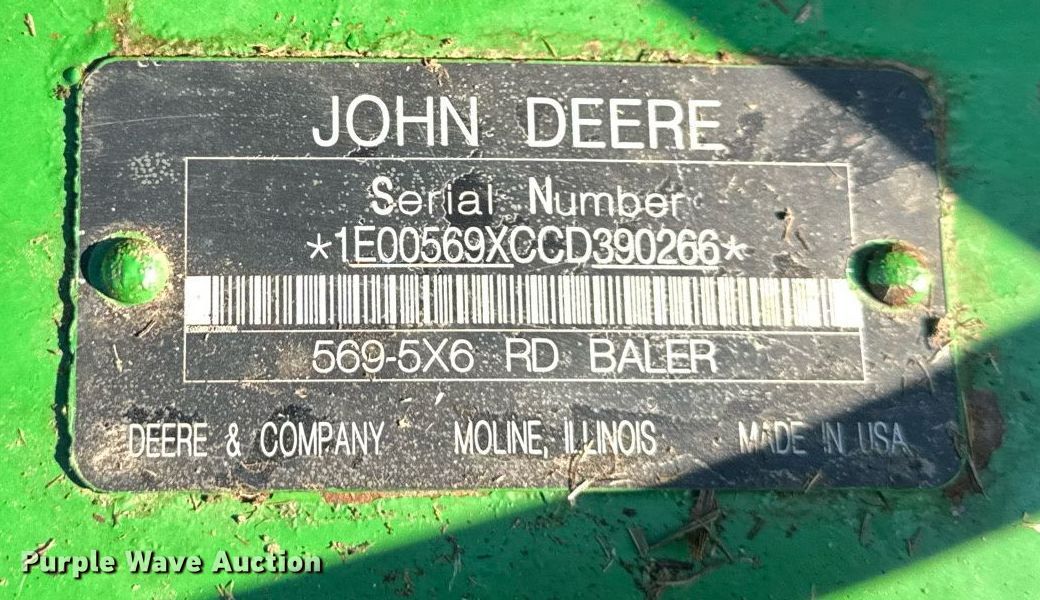 JOHN DEERE
Serial Number
*1E00569XCCD390266*
569-5X6 RD BALER
DEERE & COMPANY MOLINE, ILLINOIS MADE IN USA
Purple Wave Auction